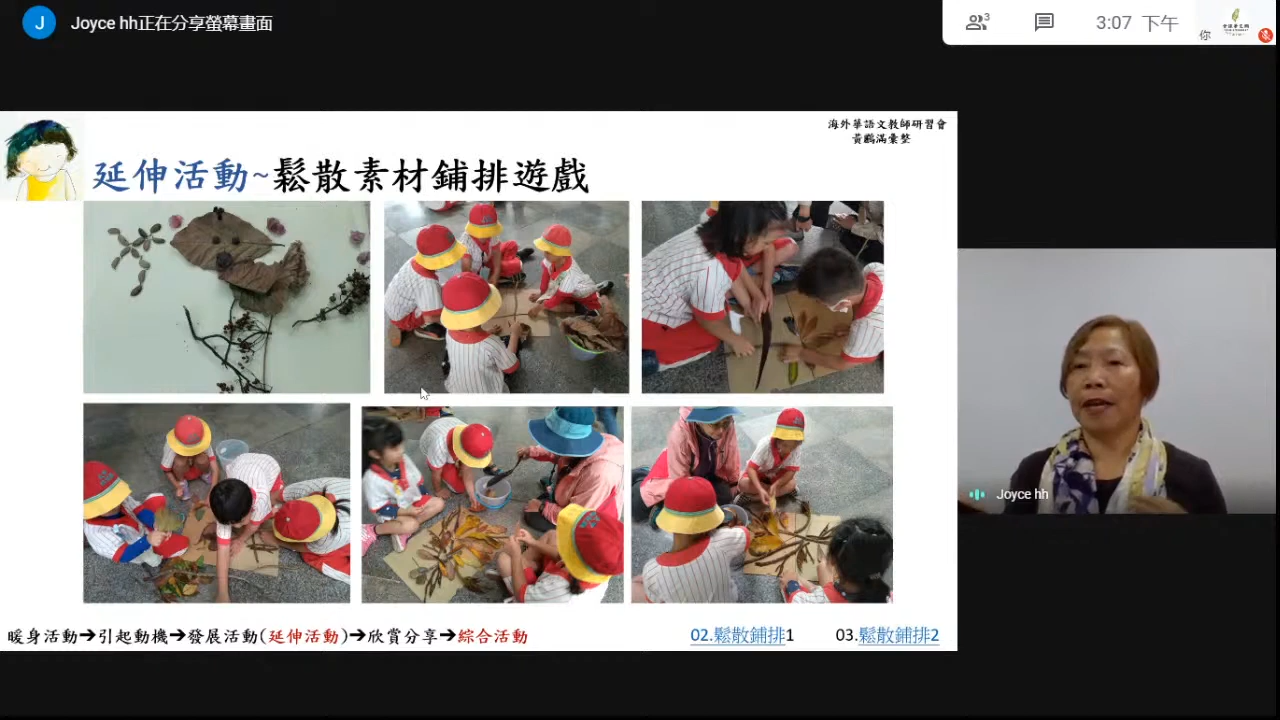 J
Joyce hh正在分享螢幕畫面
3
3:07 下午
你
海外華語文教師研習會
黃鸝滿彙整
延伸活動~鬆散素材鋪排遊戲
Joyce hh
暖身活動➔引起動機➔發展活動(延伸活動)➔欣賞分享➔綜合活動
02.鬆散鋪排1
03.鬆散鋪排2